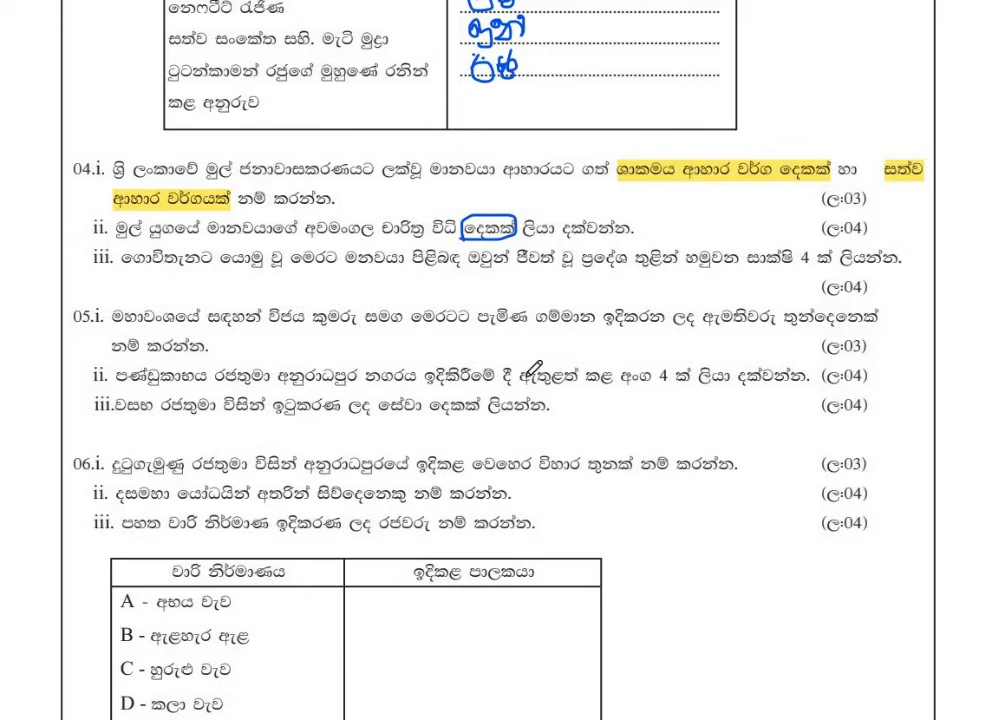 නෙෆටීටි රැජිණ
සත්ව සංකේත සහි. මැටි මුද්‍රා
ටුටන්කාමන් රජුගේ මුහුණේ රනින්
කළ අනුරුව
04.i. ශ්‍රි ලංකාවේ මුල් ජනාවාසකරණයට ලක්වූ මානවයා ආහාරයට ගත් ශාකමය ආහාර වර්ග දෙකක් හා සත්ව
ආහාර වර්ගයක් නම් කරන්න. (ල:03)
ii. මුල් යුගයේ මානවයාගේ අවමංගල චාරිත්‍ර විධි දෙකක් ලියා දක්වන්න. (ල:04)
iii. ගොවිතැනට යොමු වූ මෙරට මනවයා පිළිබඳ ඔවුන් ජීවත් වූ ප්‍රදේශ තුළින් හමුවන සාක්ෂි 4 ක් ලියන්න.
(ල:04)
05.i. මහාවංශයේ සඳහන් විජය කුමරු සමග මෙරටට පැමිණ ගම්මාන ඉදිකරන ලද ඇමතිවරු තුන්දෙනෙක්
නම් කරන්න. (ල:03)
ii. පණ්ඩුකාභය රජතුමා අනුරාධපුර නගරය ඉදිකිරීමේ දී ඇතුළත් කළ අංග 4 ක් ලියා දක්වන්න. (ල:04)
iii.වසභ රජතුමා විසින් ඉටුකරණ ලද සේවා දෙකක් ලියන්න. (ල:04)
06.i. දුටුගැමුණු රජතුමා විසින් අනුරාධපුරයේ ඉදිකළ වෙහෙර විහාර තුනක් නම් කරන්න. (ල:03)
ii. දසමහා යෝධයින් අතරින් සිව්දෙනෙකු නම් කරන්න. (ල:04)
iii. පහත වාරි නිර්මාණ ඉදිකරණ ලද රජවරු නම් කරන්න. (ල:04)
වාරි නිර්මාණය ඉදිකළ පාලකයා
A - අභය වැව
B - ඇළහැර ඇළ
C - හුරුළු වැව
D - කලා වැව